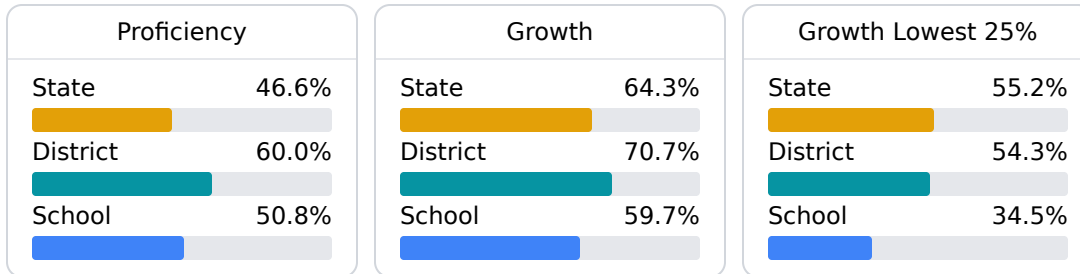 Proficiency
State 46.6%
District 60.0%
School 50.8%
Growth
State 64.3%
District 70.7%
School 59.7%
Growth Lowest 25%
State 55.2%
District 54.3%
School 34.5%